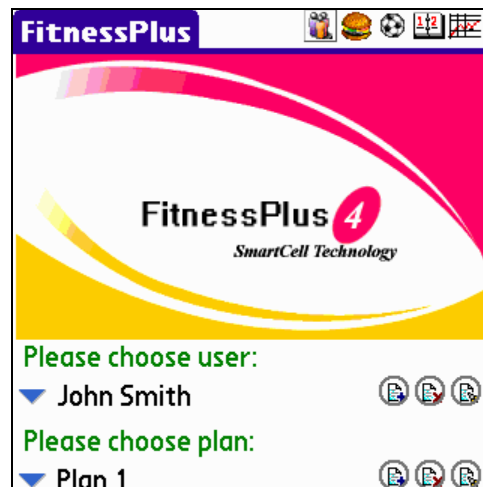 FitnessPlus
FitnessPlus 4
SmartCell Technology
Please choose user:
John Smith
Please choose plan:
Plan 1